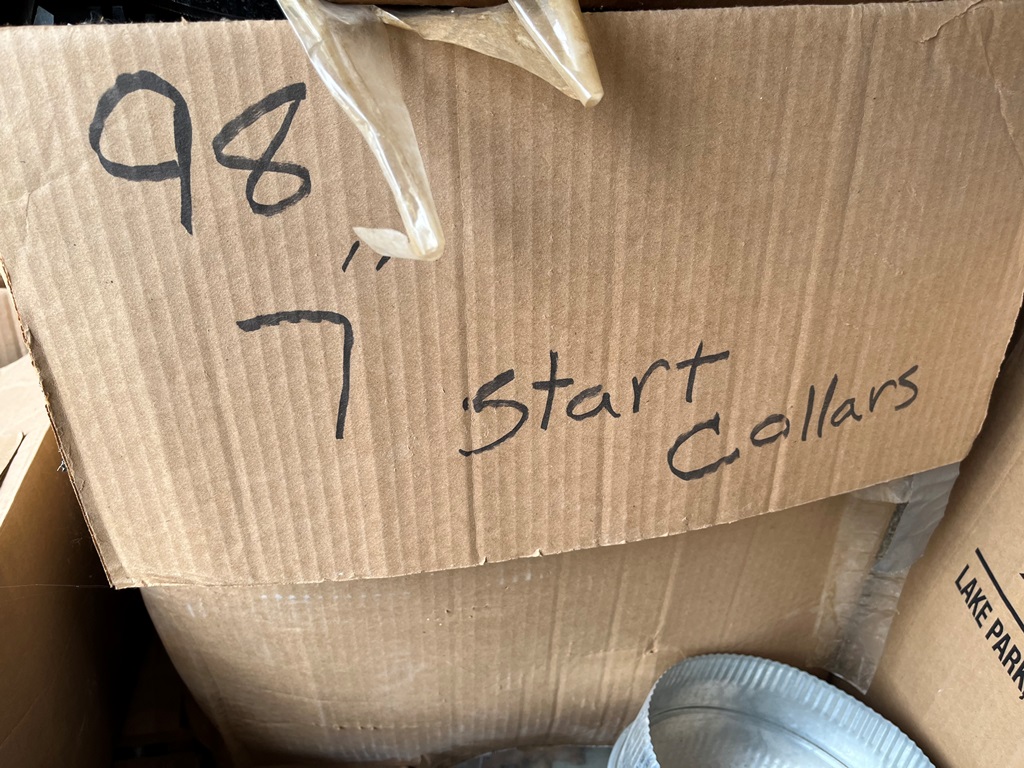 98
7" Start
Collars
LAKE PARK,